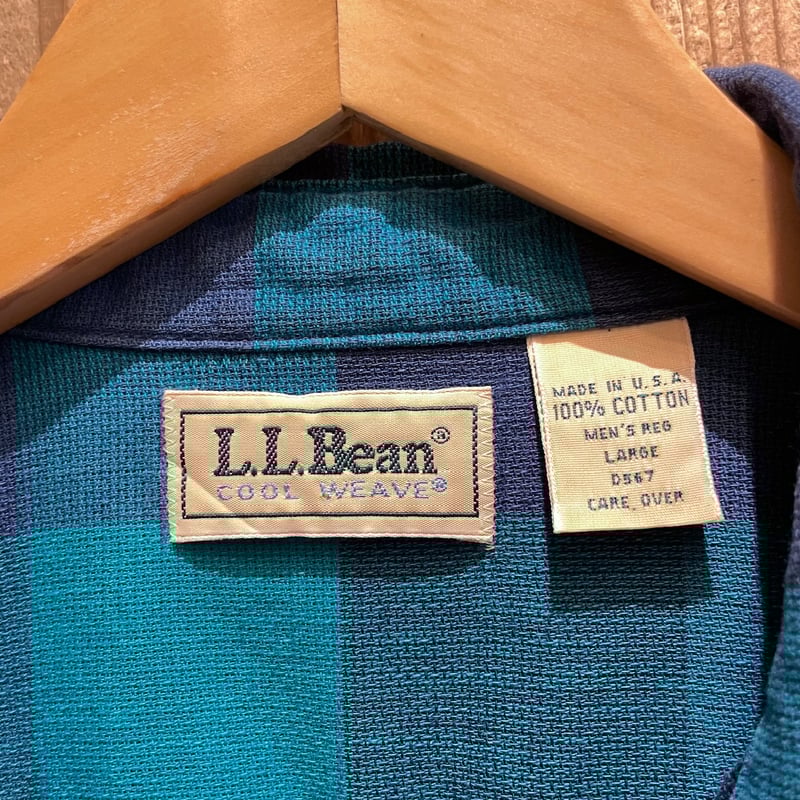 L.L.Bean®
COOL WEAVE®
MADE IN U.S.A.
100% COTTON
MEN'S REG
LARGE
D567
CARE, OVER